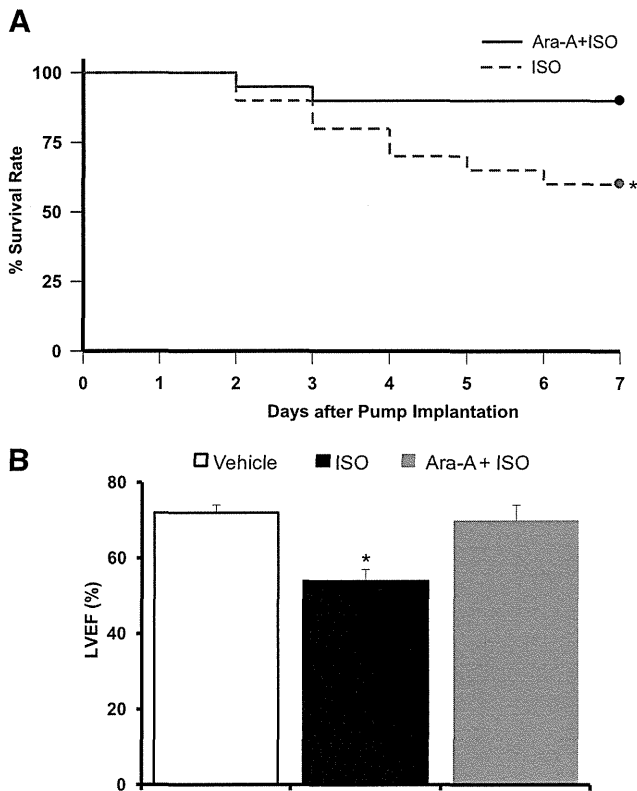 A
Ara-A+ISO
ISO
100
75
50
25
0
% Survival Rate
*
0 1 2 3 4 5 6 7
Days after Pump Implantation
B
Vehicle ISO Ara-A + ISO
80
60
40
20
0
LVEF (%)
*